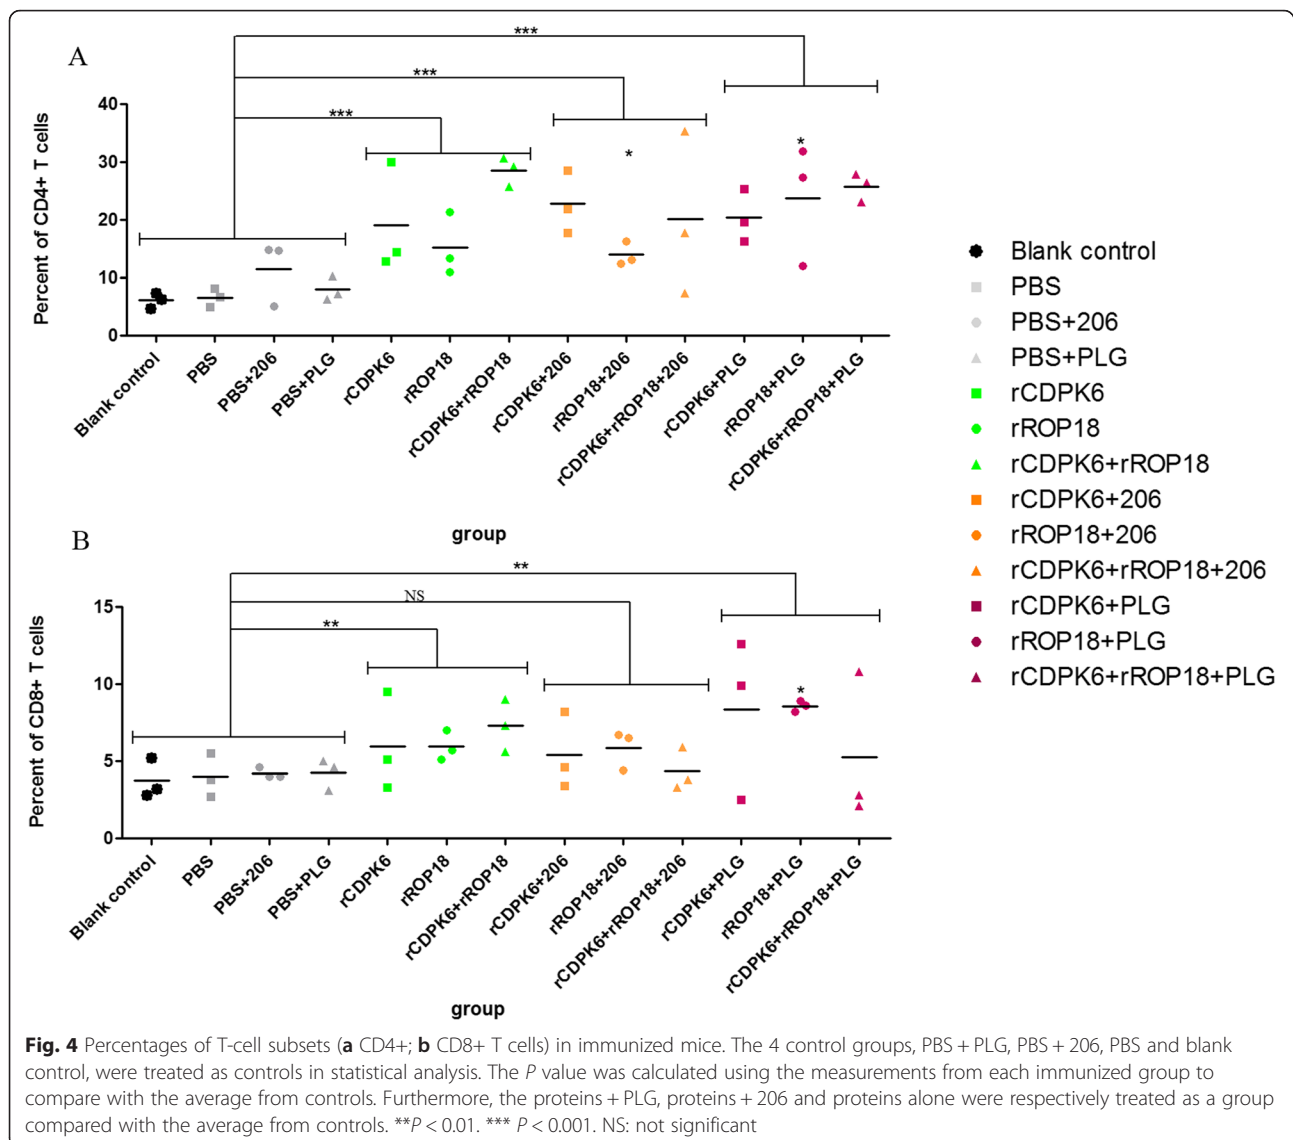 A
***
***
***
*
*
Percent of CD4+ T cells
40
30
20
10
0
Blank control
PBS
PBS+206
PBS+PLG
rCDPK6
rROP18
rCDPK6+rROP18
rCDPK6+206
rROP18+206
rCDPK6+rROP18+206
rCDPK6+PLG
rROP18+PLG
rCDPK6+rROP18+PLG
group
B
**
NS
**
*
Percent of CD8+ T cells
15
10
5
0
Blank control
PBS
PBS+206
PBS+PLG
rCDPK6
rROP18
rCDPK6+rROP18
rCDPK6+206
rROP18+206
rCDPK6+rROP18+206
rCDPK6+PLG
rROP18+PLG
rCDPK6+rROP18+PLG
group
Blank control
PBS
PBS+206
PBS+PLG
rCDPK6
rROP18
rCDPK6+rROP18
rCDPK6+206
rROP18+206
rCDPK6+rROP18+206
rCDPK6+PLG
rROP18+PLG
rCDPK6+rROP18+PLG
Fig. 4 Percentages of T-cell subsets (a CD4+; b CD8+ T cells) in immunized mice. The 4 control groups, PBS + PLG, PBS + 206, PBS and blank
control, were treated as controls in statistical analysis. The P value was calculated using the measurements from each immunized group to
compare with the average from controls. Furthermore, the proteins + PLG, proteins + 206 and proteins alone were respectively treated as a group
compared with the average from controls. **P < 0.01. *** P < 0.001. NS: not significant